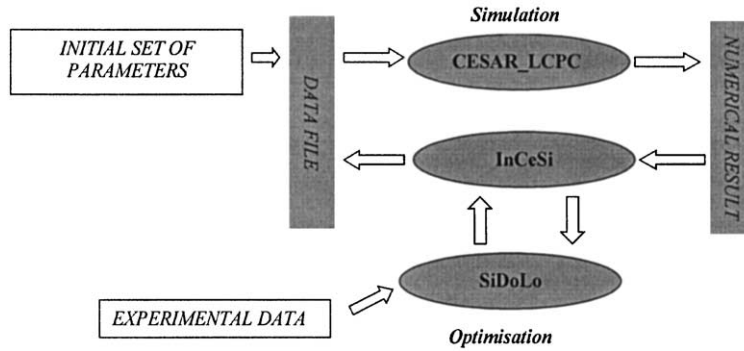 Simulation
INITIAL SET OF
PARAMETERS
DATA FILE
CESAR_LCPC
NUMERICAL RESULT
InCeSi
SiDoLo
EXPERIMENTAL DATA
Optimisation